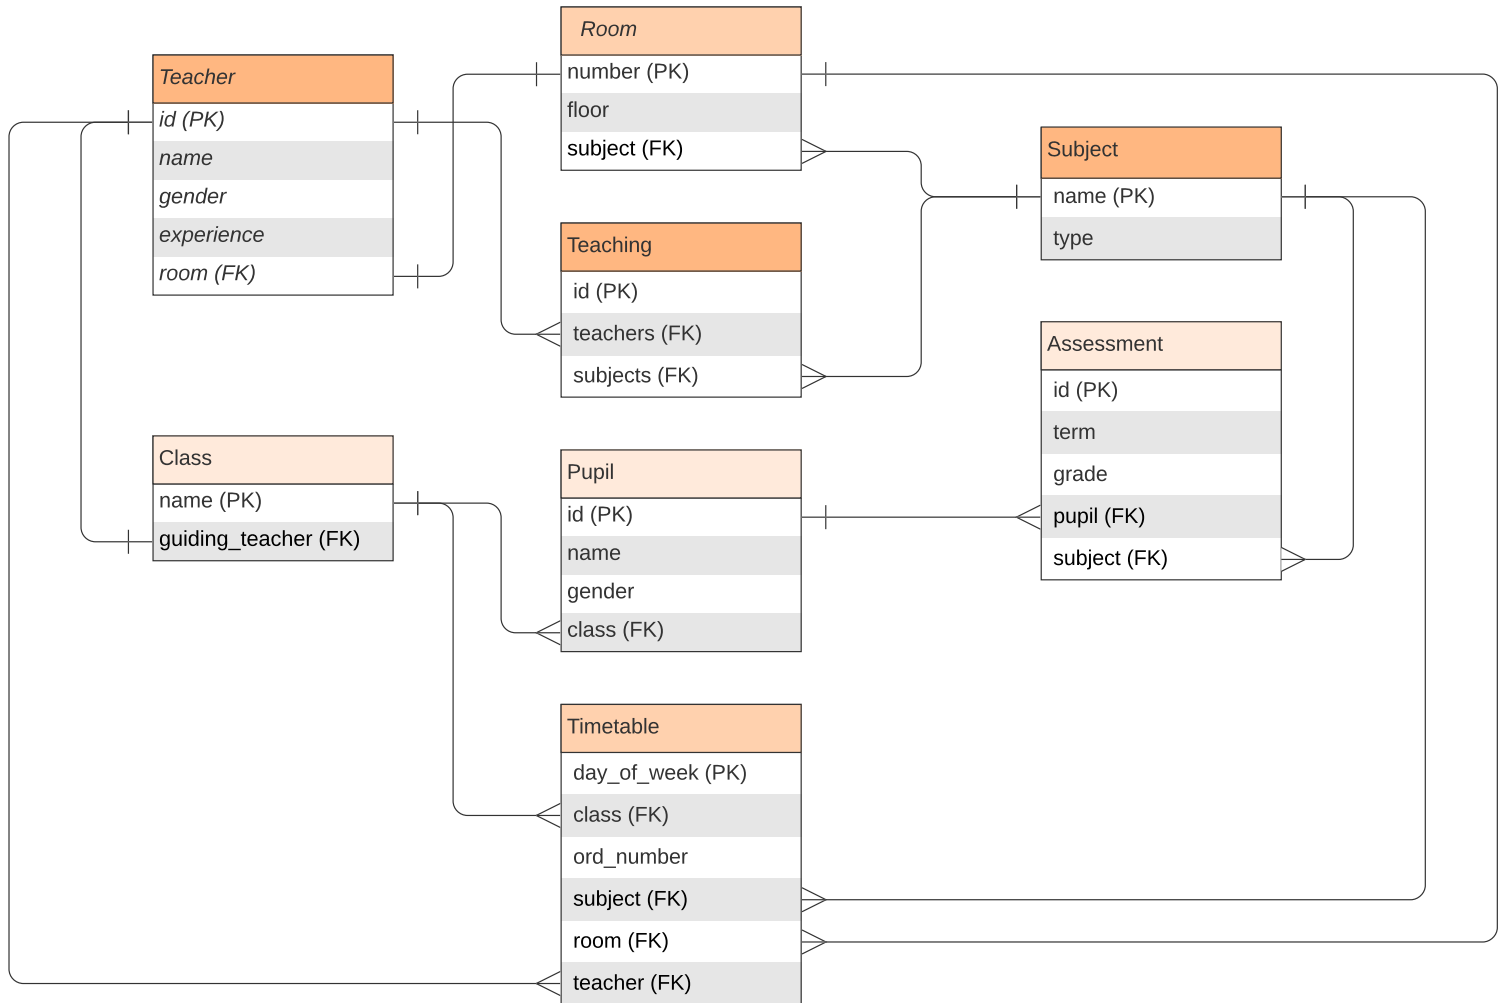 Teacher
id (PK)
name
gender
experience
room (FK)
Room
number (PK)
floor
subject (FK)
Teaching
id (PK)
teachers (FK)
subjects (FK)
Subject
name (PK)
type
Assessment
id (PK)
term
grade
pupil (FK)
subject (FK)
Class
name (PK)
guiding_teacher (FK)
Pupil
id (PK)
name
gender
class (FK)
Timetable
day_of_week (PK)
class (FK)
ord_number
subject (FK)
room (FK)
teacher (FK)